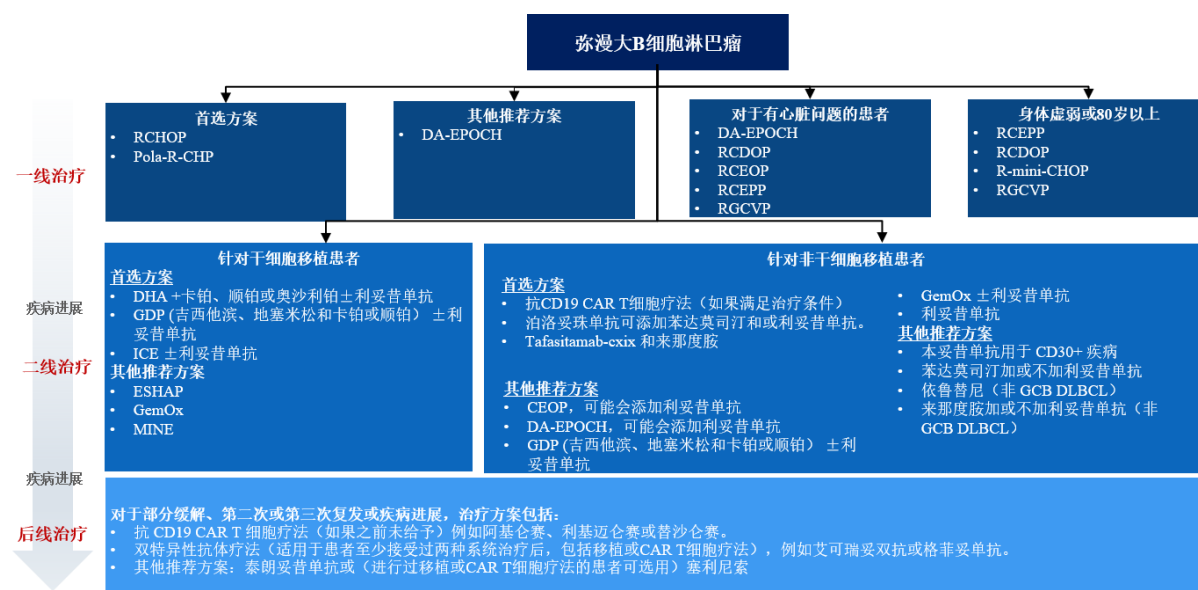 弥漫大B细胞淋巴瘤
一线治疗
首选方案
• RCHOP
• Pola-R-CHP
其他推荐方案
• DA-EPOCH
对于有心脏问题的患者
• DA-EPOCH
• RCDOP
• RCEOP
• RCEPP
• RGCVP
身体虚弱或80岁以上
• RCEPP
• RCDOP
• R-mini-CHOP
• RGCVP
疾病进展
二线治疗
针对干细胞移植患者
首选方案
• DHA +卡铂、顺铂或奥沙利铂±利妥昔单抗
• GDP (吉西他滨、地塞米松和卡铂或顺铂） ±利
妥昔单抗
• ICE ±利妥昔单抗
其他推荐方案
• ESHAP
• GemOx
• MINE
针对非干细胞移植患者
首选方案
• 抗CD19 CAR T细胞疗法（如果满足治疗条件）
• 泊洛妥珠单抗可添加苯达莫司汀和或利妥昔单抗。
• Tafasitamab-cxix 和来那度胺
其他推荐方案
• CEOP，可能会添加利妥昔单抗
• DA-EPOCH，可能会添加利妥昔单抗
• GDP (吉西他滨、地塞米松和卡铂或顺铂） ±利
妥昔单抗
• GemOx ±利妥昔单抗
• 利妥昔单抗
其他推荐方案
• 本妥昔单抗用于 CD30+ 疾病
• 苯达莫司汀加或不加利妥昔单抗
• 依鲁替尼（非 GCB DLBCL）
• 来那度胺加或不加利妥昔单抗（非
GCB DLBCL）
疾病进展
后线治疗
对于部分缓解、第二次或第三次复发或疾病进展，治疗方案包括：
• 抗 CD19 CAR T 细胞疗法（如果之前未给予）例如阿基仑赛、利基迈仑赛或替沙仑赛。
• 双特异性抗体疗法（适用于患者至少接受过两种系统治疗后，包括移植或CAR T细胞疗法），例如艾可瑞妥双抗或格菲妥单抗。
• 其他推荐方案：泰朗妥昔单抗或（进行过移植或CAR T细胞疗法的患者可选用）塞利尼索